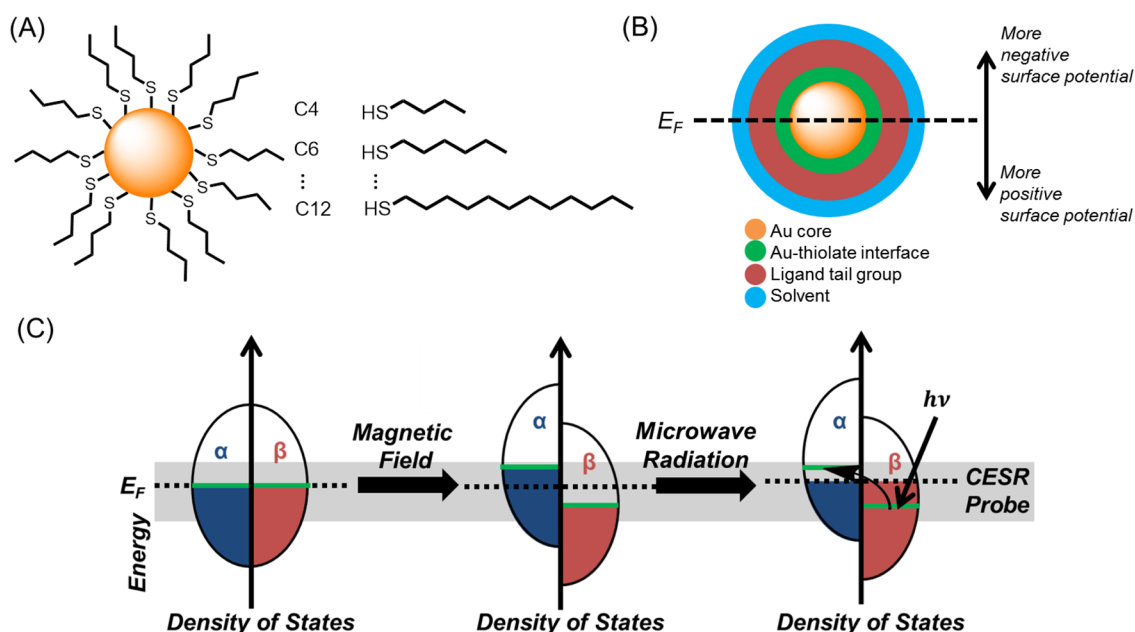 (A)
S
S
S
S
S
S
S
S
S
S
S
S
S
C4
HS
C6
HS
⋮
⋮
C12
HS
(B)
E_F
More
negative
surface potential
More
positive
surface potential
Au core
Au-thiolate interface
Ligand tail group
Solvent
(C)
Energy
E_F
α
β
Density of States
Magnetic
Field
α
β
Density of States
Microwave
Radiation
α
β
hν
CESR
Probe
Density of States